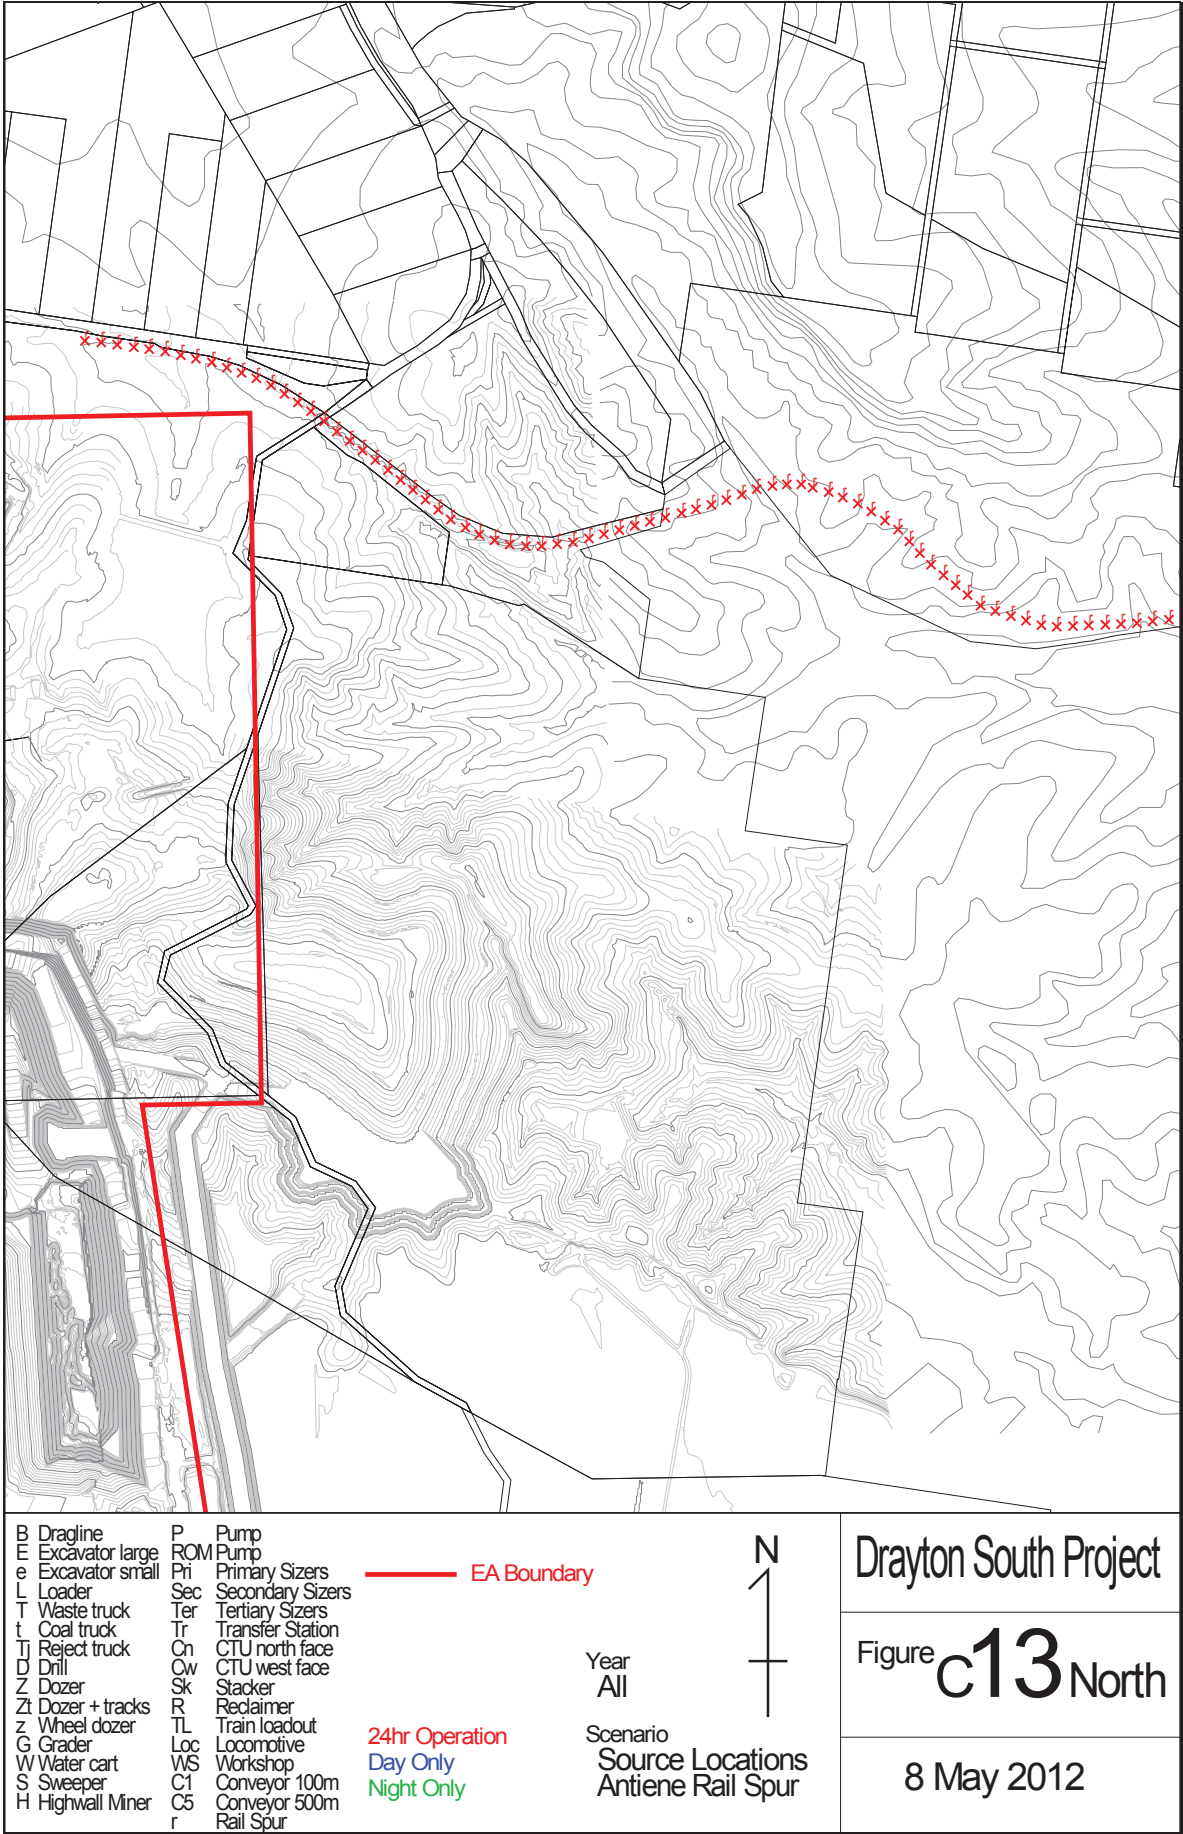 B Dragline
E Excavator large
e Excavator small
L Loader
T Waste truck
t Coal truck
Tj Reject truck
D Drill
Z Dozer
Zt Dozer + tracks
z Wheel dozer
G Grader
W Water cart
S Sweeper
H Highwall Miner
P Pump
ROM Pump
Pri Primary Sizers
Sec Secondary Sizers
Ter Tertiary Sizers
Tr Transfer Station
Cn CTU north face
Cw CTU west face
Sk Stacker
R Reclaimer
TL Train loadout
Loc Locomotive
WS Workshop
C1 Conveyor 100m
C5 Conveyor 500m
r Rail Spur
EA Boundary
24hr Operation
Day Only
Night Only
N
Year
All
Scenario
Source Locations
Antiene Rail Spur
Drayton South Project
Figure C13 North
8 May 2012